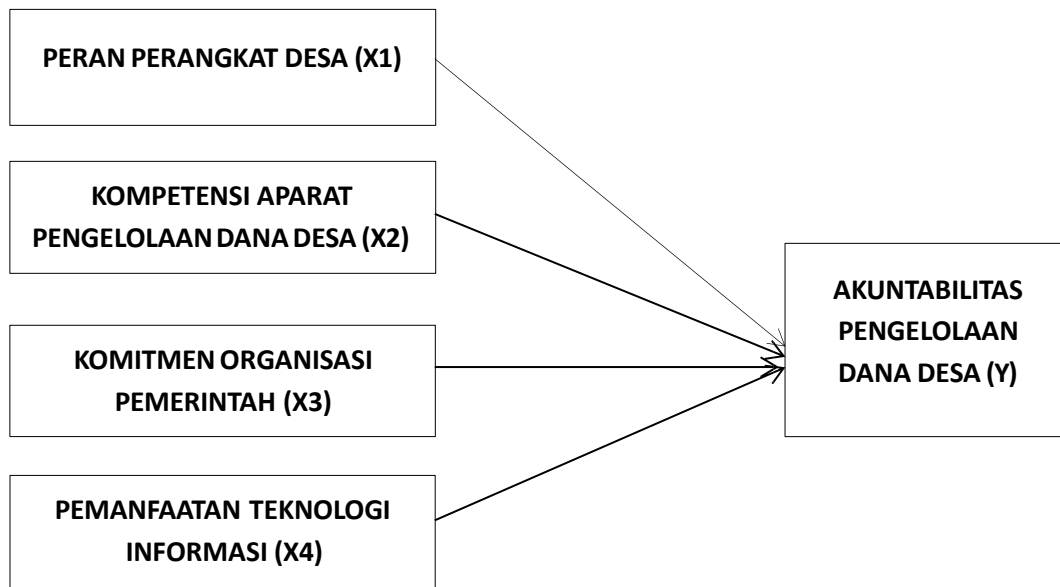 PERAN PERANGKAT DESA (X1)
KOMPETENSI APARAT
PENGELOLAAN DANA DESA (X2)
KOMITMEN ORGANISASI
PEMERINTAH (X3)
PEMANFAATAN TEKNOLOGI
INFORMASI (X4)
AKUNTABILITAS
PENGELOLAAN
DANA DESA (Y)